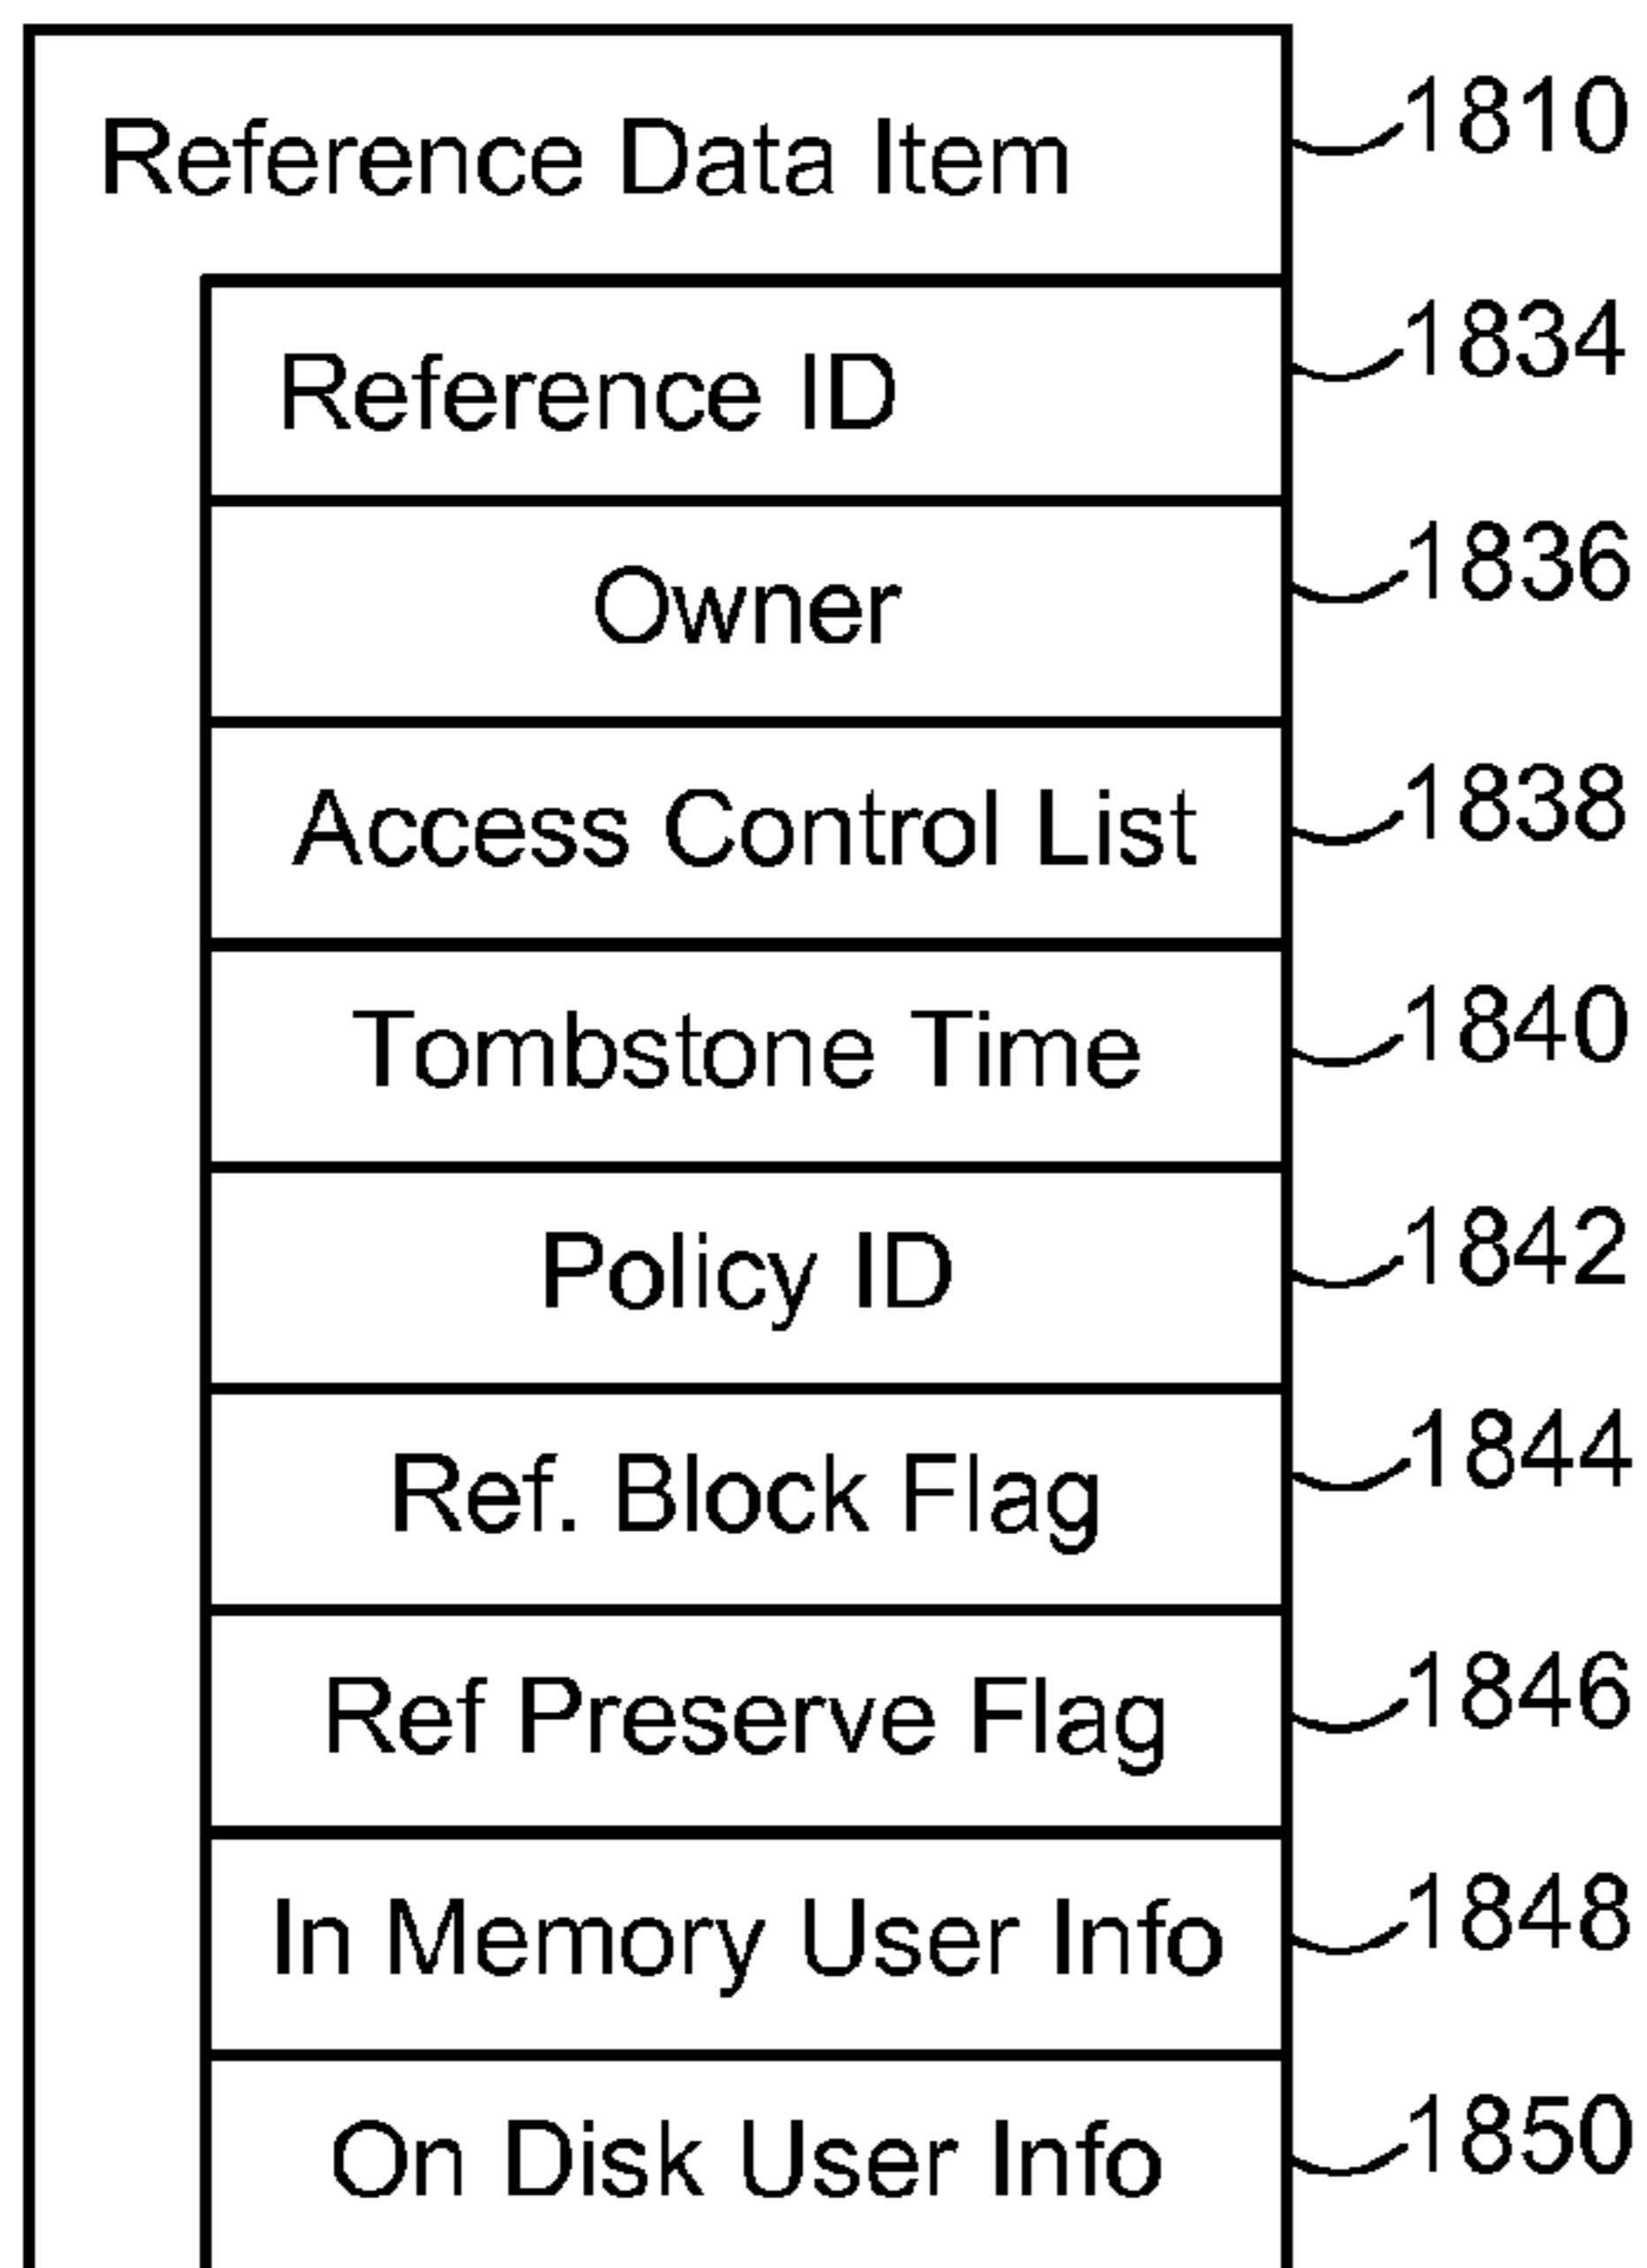 Reference Data Item 1810
Reference ID 1834
Owner 1836
Access Control List 1838
Tombstone Time 1840
Policy ID 1842
Ref. Block Flag 1844
Ref Preserve Flag 1846
In Memory User Info 1848
On Disk User Info 1850